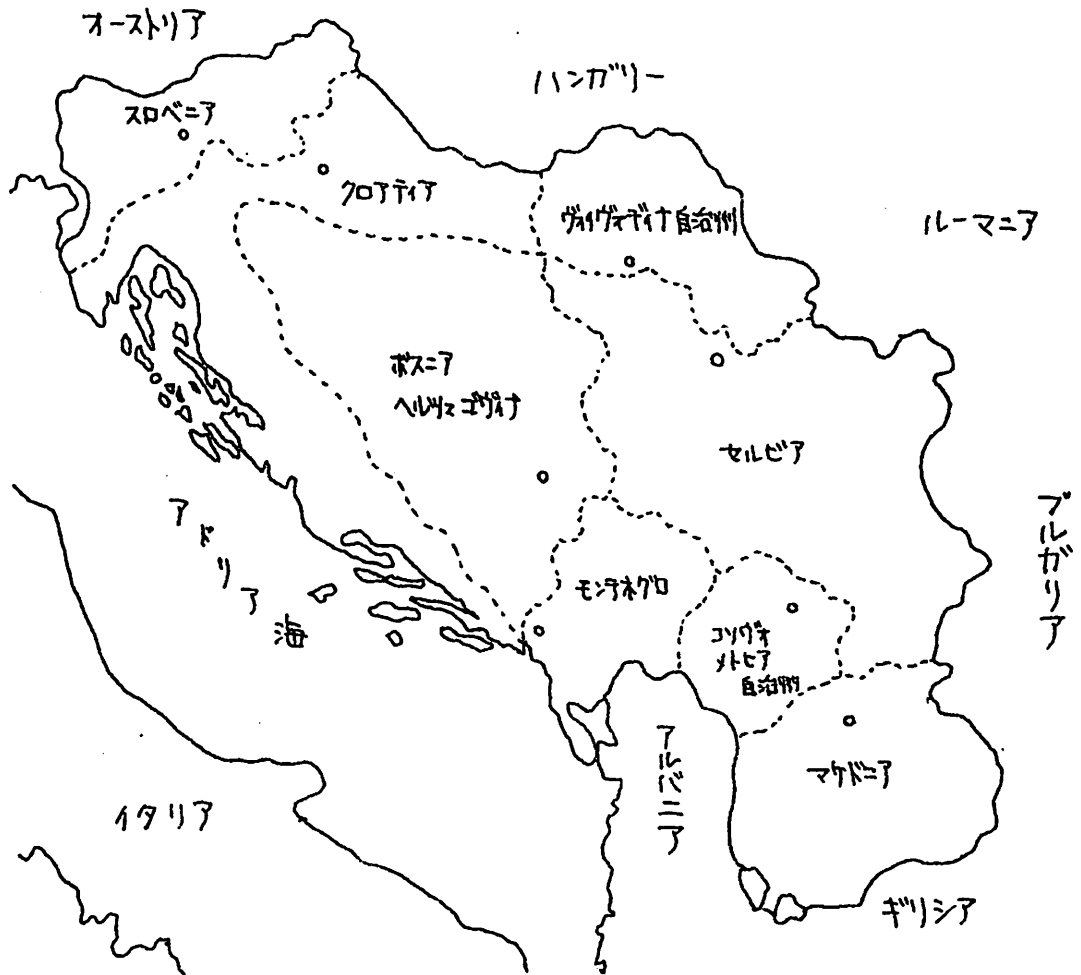 オーストリア
ハンガリー
スロベニア
クロアティア
ヴォイヴォディナ自治州
ルーマニア
ボスニア
ヘルツェゴヴィナ
セルビア
アドリア海
ブルガリア
モンテネグロ
コソヴォ
メトヒア
自治州
アルバニア
マケドニア
イタリア
ギリシア